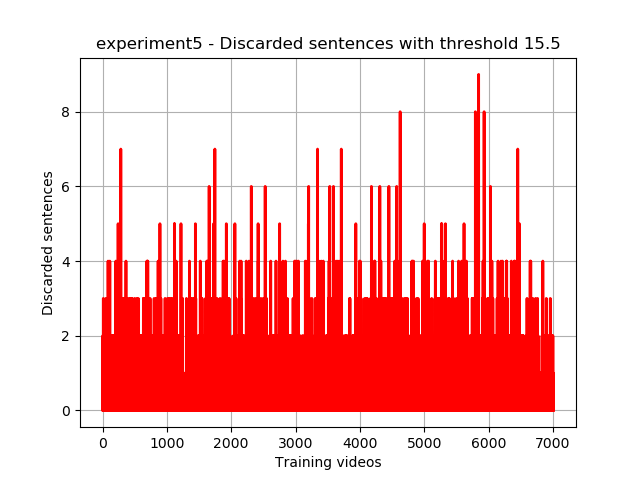 experiment5 - Discarded sentences with threshold 15.5
8
6
4
2
0
Discarded sentences
0 1000 2000 3000 4000 5000 6000 7000
Training videos